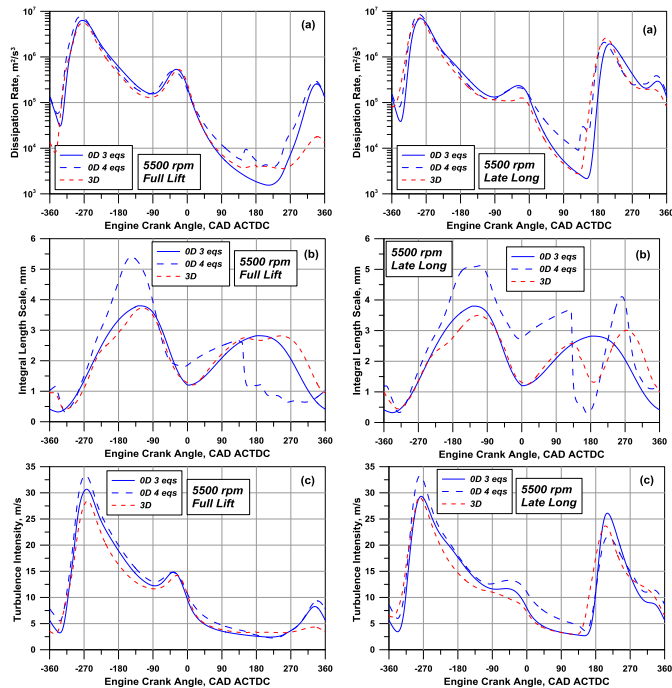 Dissipation Rate, m²/s³
10⁷
10⁶
10⁵
10⁴
10³
(a)
0D 3 eqs
0D 4 eqs
3D
5500 rpm
Full Lift
-360 -270 -180 -90 0 90 180 270 360
Engine Crank Angle, CAD ACTDC
Dissipation Rate, m²/s³
10⁷
10⁶
10⁵
10⁴
10³
(a)
0D 3 eqs
0D 4 eqs
3D
5500 rpm
Late Long
-360 -270 -180 -90 0 90 180 270 360
Engine Crank Angle, CAD ACTDC
Integral Length Scale, mm
6
5
4
3
2
1
0
0D 3 eqs
0D 4 eqs
3D
5500 rpm
Full Lift
(b)
-360 -270 -180 -90 0 90 180 270 360
Engine Crank Angle, CAD ACTDC
Integral Length Scale, mm
6
5
4
3
2
1
0
5500 rpm
Late Long
0D 3 eqs
0D 4 eqs
3D
(b)
-360 -270 -180 -90 0 90 180 270 360
Engine Crank Angle, CAD ACTDC
Turbulence Intensity, m/s
35
30
25
20
15
10
5
0
0D 3 eqs
0D 4 eqs
3D
5500 rpm
Full Lift
(c)
-360 -270 -180 -90 0 90 180 270 360
Engine Crank Angle, CAD ACTDC
Turbulence Intensity, m/s
35
30
25
20
15
10
5
0
0D 3 eqs
0D 4 eqs
3D
5500 rpm
Late Long
(c)
-360 -270 -180 -90 0 90 180 270 360
Engine Crank Angle, CAD ACTDC